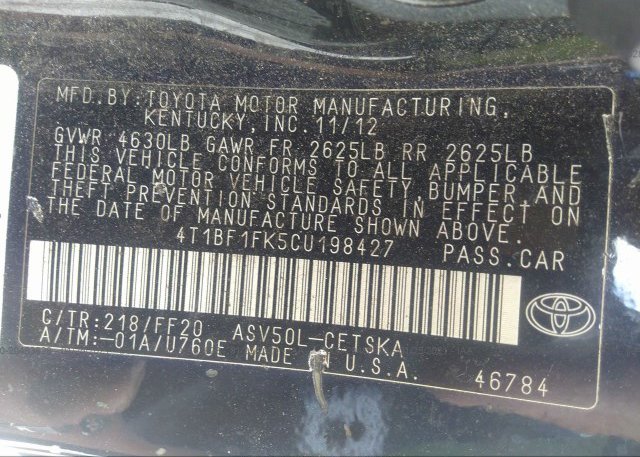 MFD.BY:TOYOTA MOTOR MANUFACTURING,
KENTUCKY,INC.11/12
GVWR 4630LB GAWR FR 2625LB RR 2625LB
THIS VEHICLE CONFORMS TO ALL APPLICABLE
FEDERAL MOTOR VEHICLE SAFETY,BUMPER,AND
THEFT PREVENTION STANDARDS IN EFFECT ON
THE DATE OF MANUFACTURE SHOWN ABOVE.
4T1BF1FK5CU198427 PASS.CAR
C/TR:218/FF20 ASV50L-CETSKA
A/TM:-01A/U760E MADE IN U.S.A. 46784